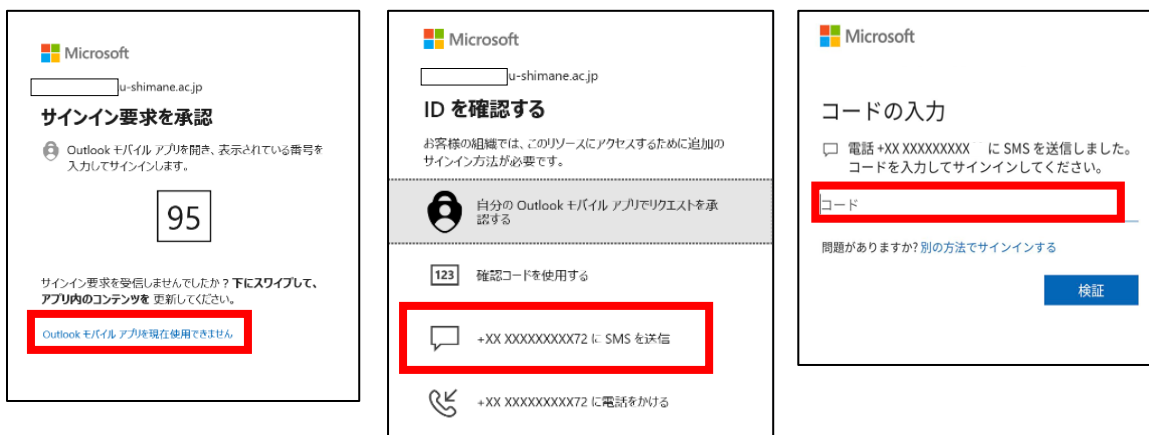 Microsoft
u-shimane.ac.jp
サインイン要求を承認
Outlook モバイル アプリを開き、表示されている番号を
入力してサインインします。
95
サインイン要求を受信しませんでしたか？下にスワイプして、
アプリ内のコンテンツを 更新してください。
Outlook モバイル アプリを現在使用できません
Microsoft
u-shimane.ac.jp
ID を確認する
お客様の組織では、このリソースにアクセスするために追加の
サインイン方法が必要です。
自分の Outlook モバイル アプリでリクエストを承
認する
123 確認コードを使用する
+XX XXXXXXXXX72 に SMS を送信
+XX XXXXXXXXX72 に電話をかける
Microsoft
コードの入力
電話 +XX XXXXXXXXX に SMS を送信しました。
コードを入力してサインインしてください。
コード
問題がありますか? 別の方法でサインインする
検証